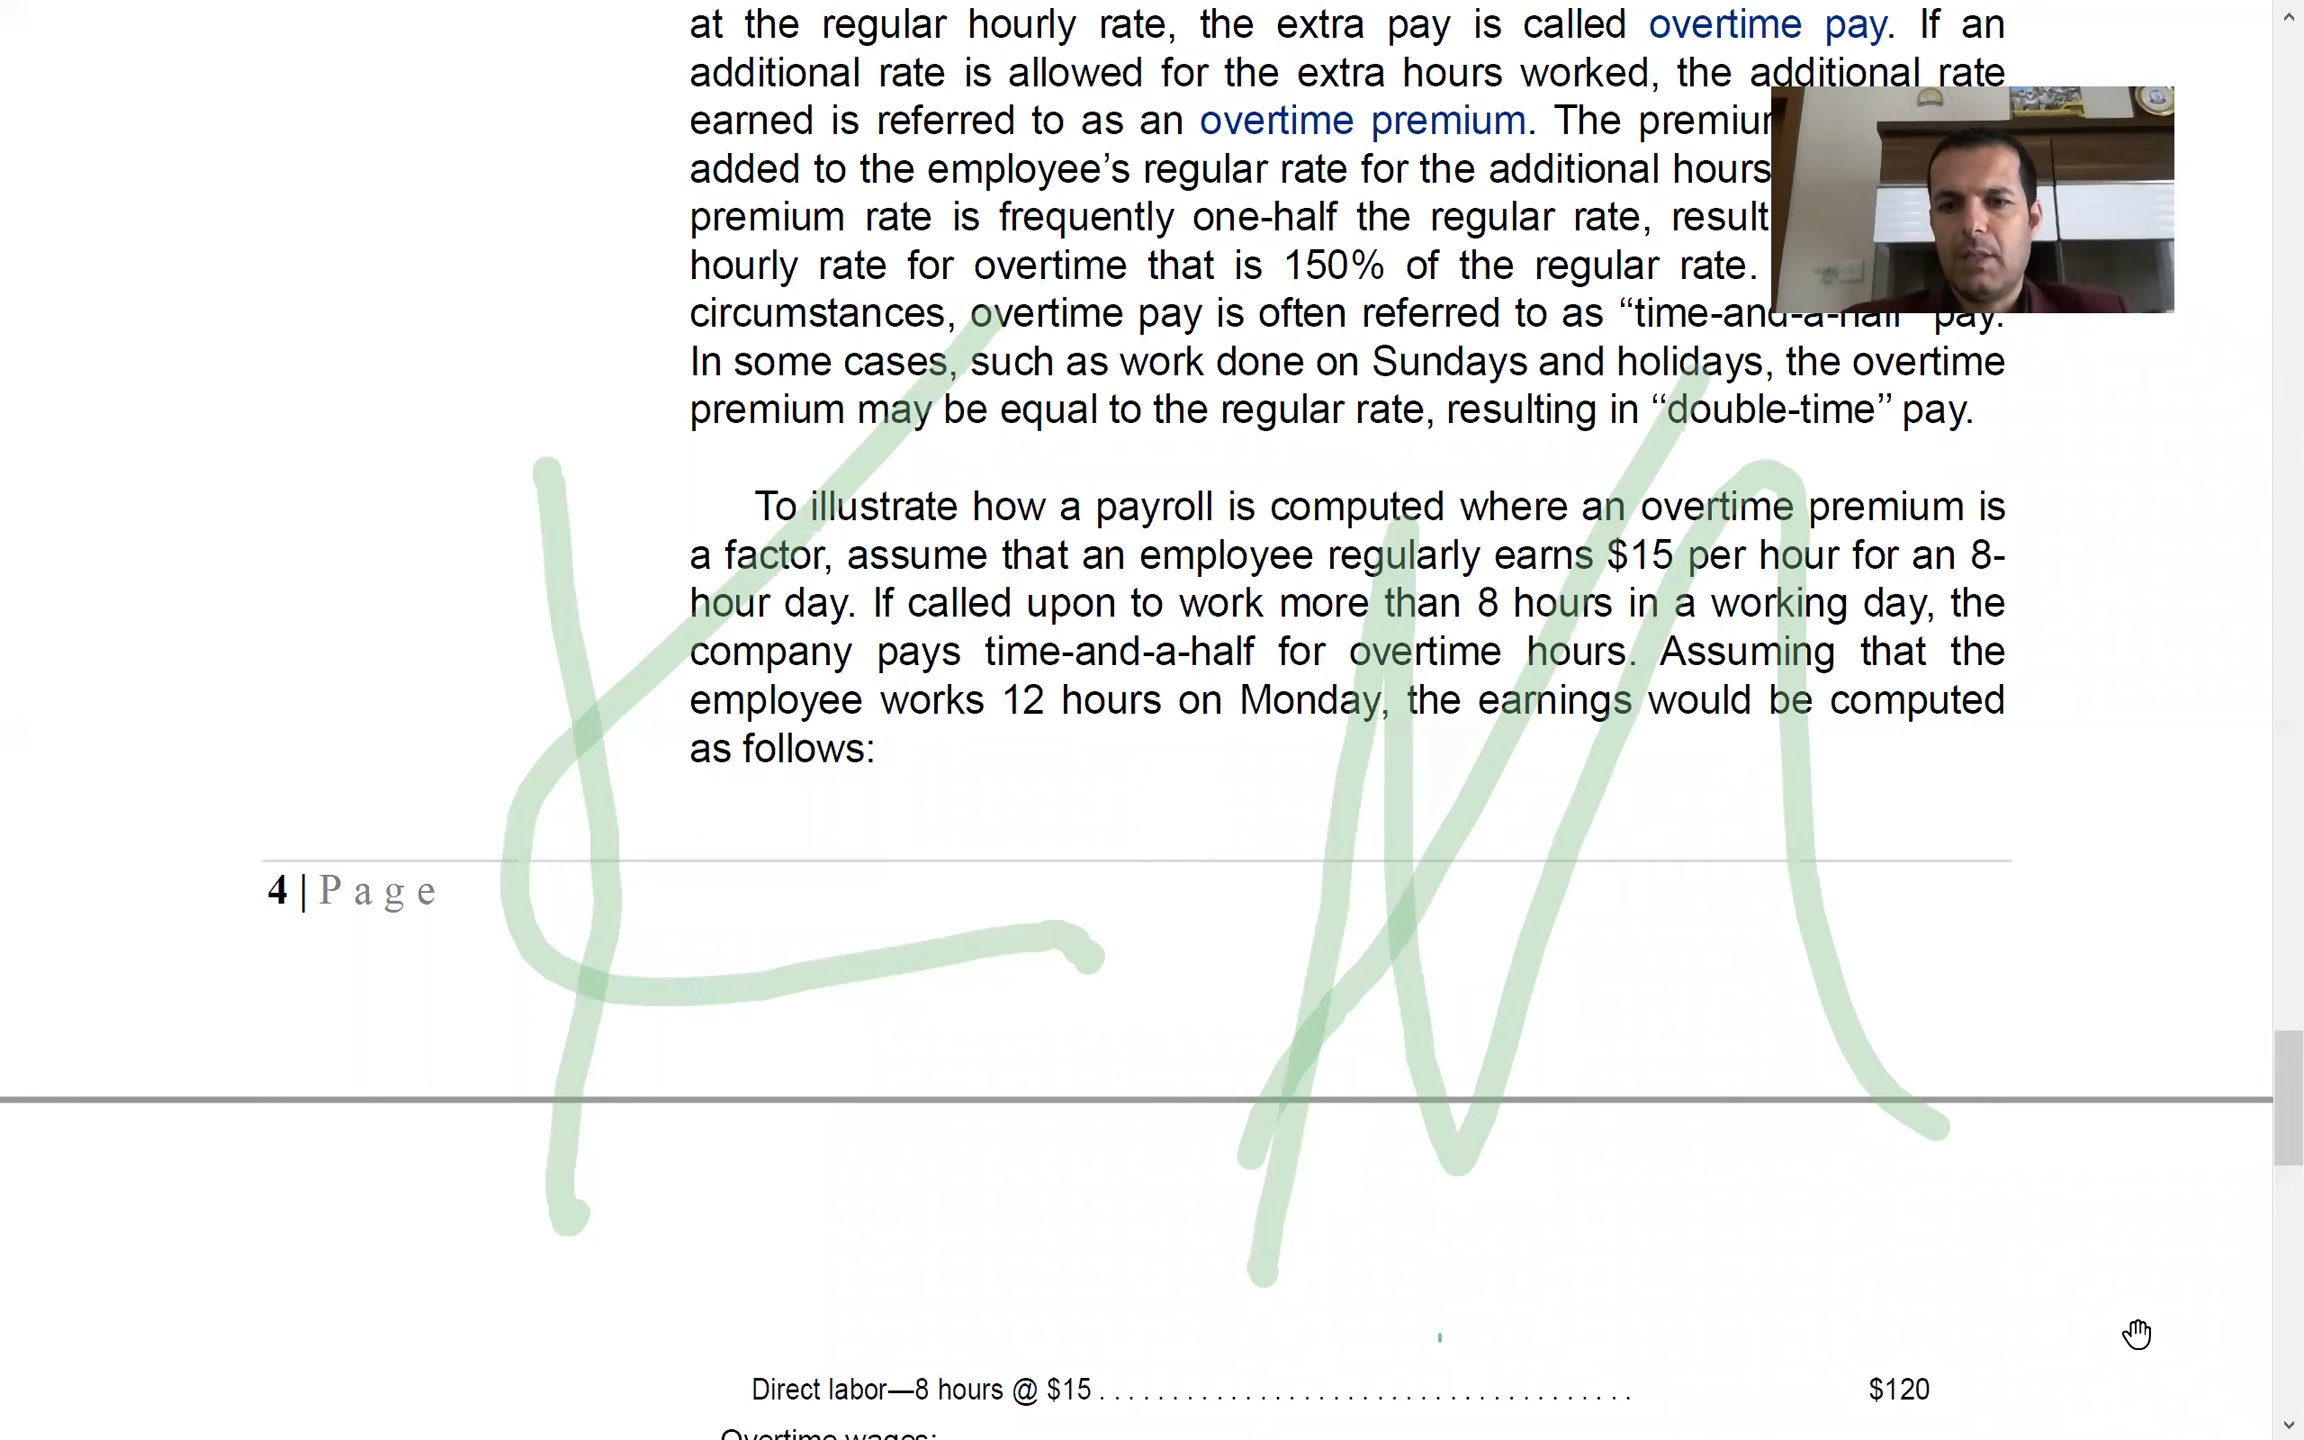 at the regular hourly rate, the extra pay is called overtime pay. If an
additional rate is allowed for the extra hours worked, the additional rate
earned is referred to as an overtime premium. The
added to the employee’s regular rate for the additional hours
premium rate is frequently one-half the regular rate,
hourly rate for overtime that is 150% of the regular rate.
circumstances, overtime pay is often referred to as “time-and-a-half” pay.
In some cases, such as work done on Sundays and holidays, the overtime
premium may be equal to the regular rate, resulting in “double-time” pay.
To illustrate how a payroll is computed where an overtime premium is
a factor, assume that an employee regularly earns $15 per hour for an 8-
hour day. If called upon to work more than 8 hours in a working day, the
company pays time-and-a-half for overtime hours. Assuming that the
employee works 12 hours on Monday, the earnings would be computed
as follows:
4 | Page
Direct labor—8 hours @ $15 . . . . . . . . . . . . . . . . . . . . . . . . . . . . . . . . . . . . . $120
Overtime wages: